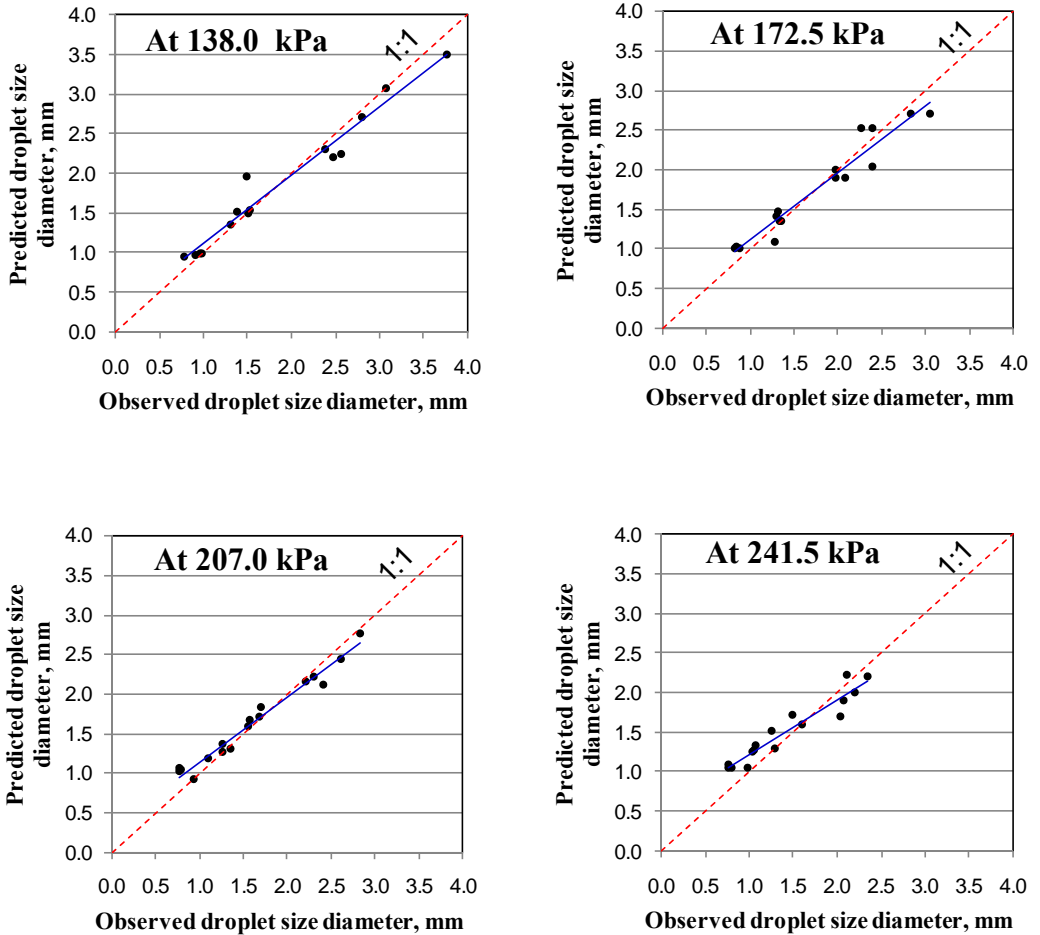 At 138.0 kPa
1:1
4.0
3.5
3.0
2.5
2.0
1.5
1.0
0.5
0.0
Predicted droplet size
diameter, mm
0.0 0.5 1.0 1.5 2.0 2.5 3.0 3.5 4.0
Observed droplet size diameter, mm
At 172.5 kPa
1:1
4.0
3.5
3.0
2.5
2.0
1.5
1.0
0.5
0.0
Predicted droplet size
diameter, mm
0.0 0.5 1.0 1.5 2.0 2.5 3.0 3.5 4.0
Observed droplet size diameter, mm
At 207.0 kPa
1:1
4.0
3.5
3.0
2.5
2.0
1.5
1.0
0.5
0.0
Predicted droplet size
diameter, mm
0.0 0.5 1.0 1.5 2.0 2.5 3.0 3.5 4.0
Observed droplet size diameter, mm
At 241.5 kPa
1:1
4.0
3.5
3.0
2.5
2.0
1.5
1.0
0.5
0.0
Predicted droplet size
diameter, mm
0.0 0.5 1.0 1.5 2.0 2.5 3.0 3.5 4.0
Observed droplet size diameter, mm